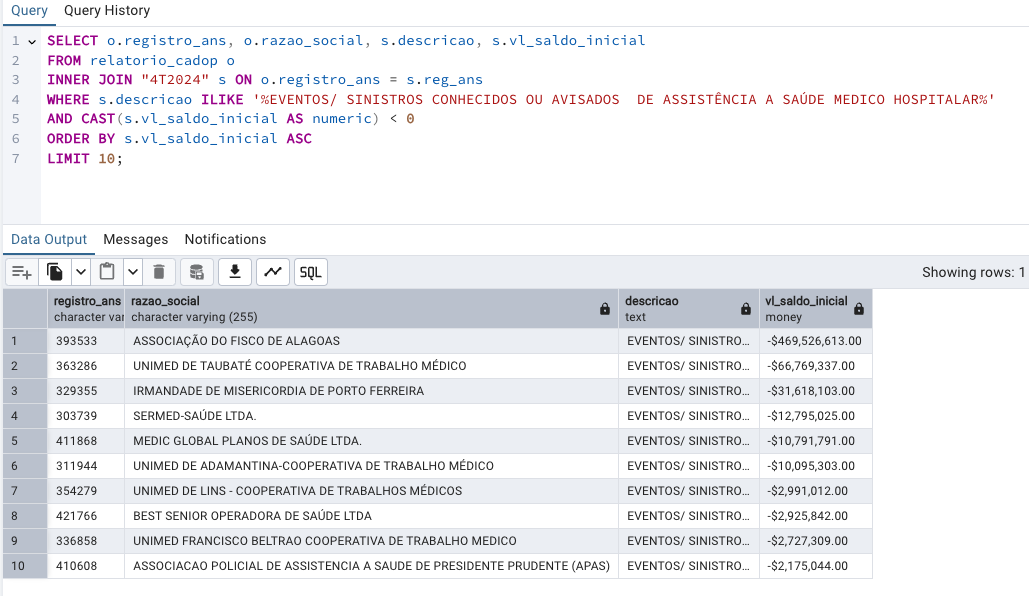 Query Query History
1 SELECT o.registro_ans, o.razao_social, s.descricao, s.vl_saldo_inicial
2 FROM relatorio_cadop o
3 INNER JOIN "4T2024" s ON o.registro_ans = s.reg_ans
4 WHERE s.descricao ILIKE '%EVENTOS/ SINISTROS CONHECIDOS OU AVISADOS  DE ASSISTÊNCIA A SAÚDE MEDICO HOSPITALAR%'
5 AND CAST(s.vl_saldo_inicial AS numeric) < 0
6 ORDER BY s.vl_saldo_inicial ASC
7 LIMIT 10;
Data Output Messages Notifications
SQL Showing rows: 1
registro_ans razao_social descricao vl_saldo_inicial
character var character varying (255) text money
1 393533 ASSOCIAÇÃO DO FISCO DE ALAGOAS EVENTOS/ SINISTRO... -$469,526,613.00
2 363286 UNIMED DE TAUBATÉ COOPERATIVA DE TRABALHO MÉDICO EVENTOS/ SINISTRO... -$66,769,337.00
3 329355 IRMANDADE DE MISERICORDIA DE PORTO FERREIRA EVENTOS/ SINISTRO... -$31,618,103.00
4 303739 SERMED-SAÚDE LTDA. EVENTOS/ SINISTRO... -$12,795,025.00
5 411868 MEDIC GLOBAL PLANOS DE SAÚDE LTDA. EVENTOS/ SINISTRO... -$10,791,791.00
6 311944 UNIMED DE ADAMANTINA-COOPERATIVA DE TRABALHO MÉDICO EVENTOS/ SINISTRO... -$10,095,303.00
7 354279 UNIMED DE LINS - COOPERATIVA DE TRABALHOS MÉDICOS EVENTOS/ SINISTRO... -$2,991,012.00
8 421766 BEST SENIOR OPERADORA DE SAÚDE LTDA EVENTOS/ SINISTRO... -$2,925,842.00
9 336858 UNIMED FRANCISCO BELTRAO COOPERATIVA DE TRABALHO MEDICO EVENTOS/ SINISTRO... -$2,727,309.00
10 410608 ASSOCIACAO POLICIAL DE ASSISTENCIA A SAUDE DE PRESIDENTE PRUDENTE (APAS) EVENTOS/ SINISTRO... -$2,175,044.00